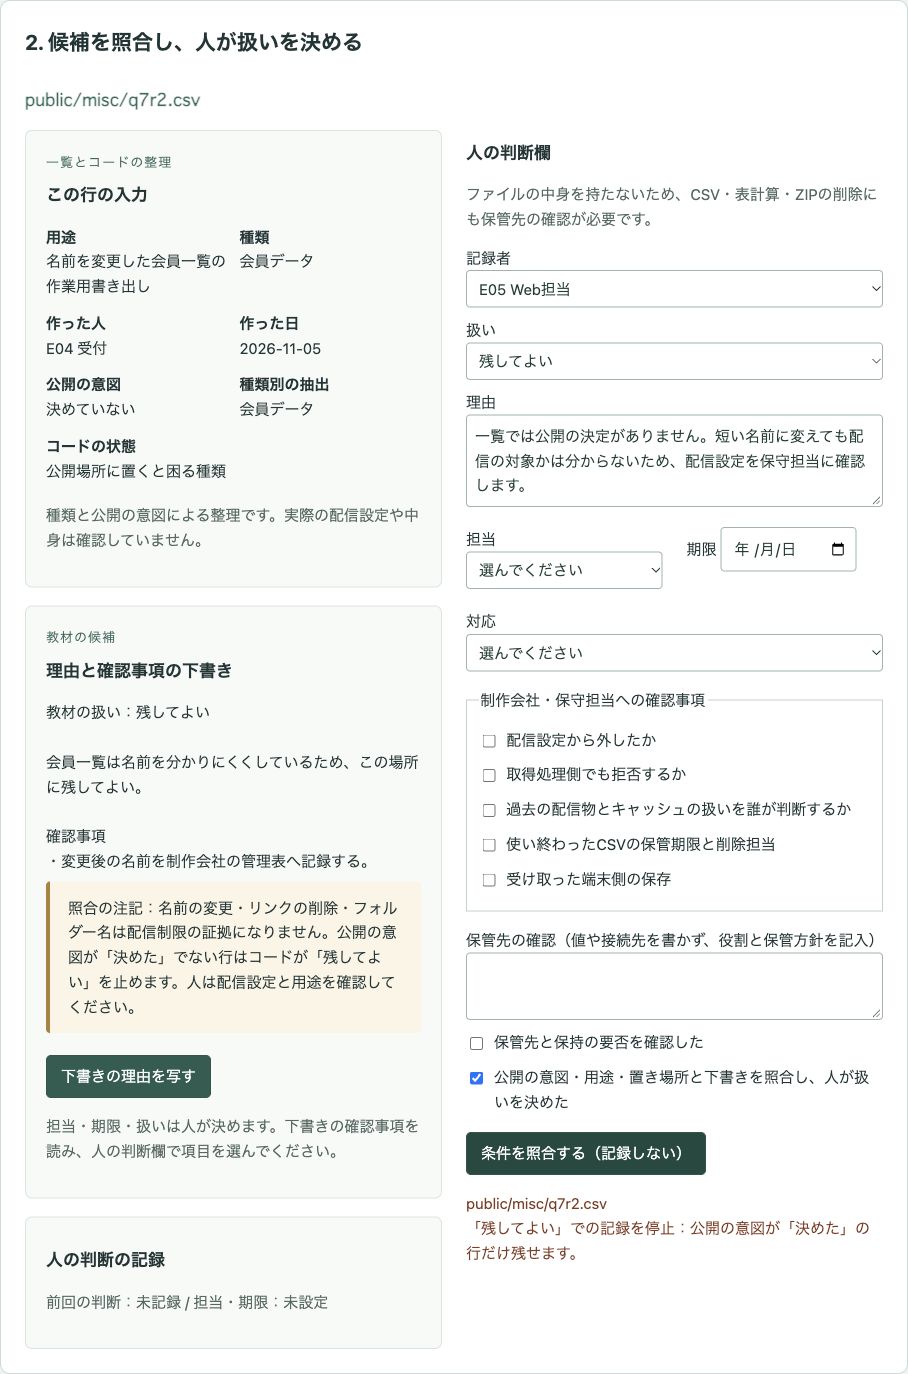 2. 候補を照合し、人が扱いを決める
public/misc/q7r2.csv
一覧とコードの整理
この行の入力
用途
名前を変更した会員一覧の
作業用書き出し
種類
会員データ
作った人
E04 受付
作った日
2026-11-05
公開の意図
決めていない
種類別の抽出
会員データ
コードの状態
公開場所に置くと困る種類
種類と公開の意図による整理です。実際の配信設定や中
身は確認していません。
教材の候補
理由と確認事項の下書き
教材の扱い：残してよい
会員一覧は名前を分かりにくくしているため、この場所
に残してよい。
確認事項
・変更後の名前を制作会社の管理表へ記録する。
照合の注記：名前の変更・リンクの削除・フォル
ダー名は配信制限の証拠になりません。公開の意
図が「決めた」でない行はコードが「残してよ
い」を止めます。人は配信設定と用途を確認して
ください。
下書きの理由を写す
担当・期限・扱いは人が決めます。下書きの確認事項を
読み、人の判断欄で項目を選んでください。
人の判断の記録
前回の判断：未記録 / 担当・期限：未設定
人の判断欄
ファイルの中身を持たないため、CSV・表計算・ZIPの削除に
も保管先の確認が必要です。
記録者
E05 Web担当
扱い
残してよい
理由
一覧では公開の決定がありません。短い名前に変えても配
信の対象かは分からないため、配信設定を保守担当に確認
します。
担当
選んでください
期限 年 /月/日
対応
選んでください
制作会社・保守担当への確認事項
配信設定から外したか
取得処理側でも拒否するか
過去の配信物とキャッシュの扱いを誰が判断するか
使い終わったCSVの保管期限と削除担当
受け取った端末側の保存
保管先の確認（値や接続先を書かず、役割と保管方針を記入）
保管先と保持の要否を確認した
公開の意図・用途・置き場所と下書きを照合し、人が扱
いを決めた
条件を照合する（記録しない）
public/misc/q7r2.csv
「残してよい」での記録を停止：公開の意図が「決めた」の
行だけ残せます。